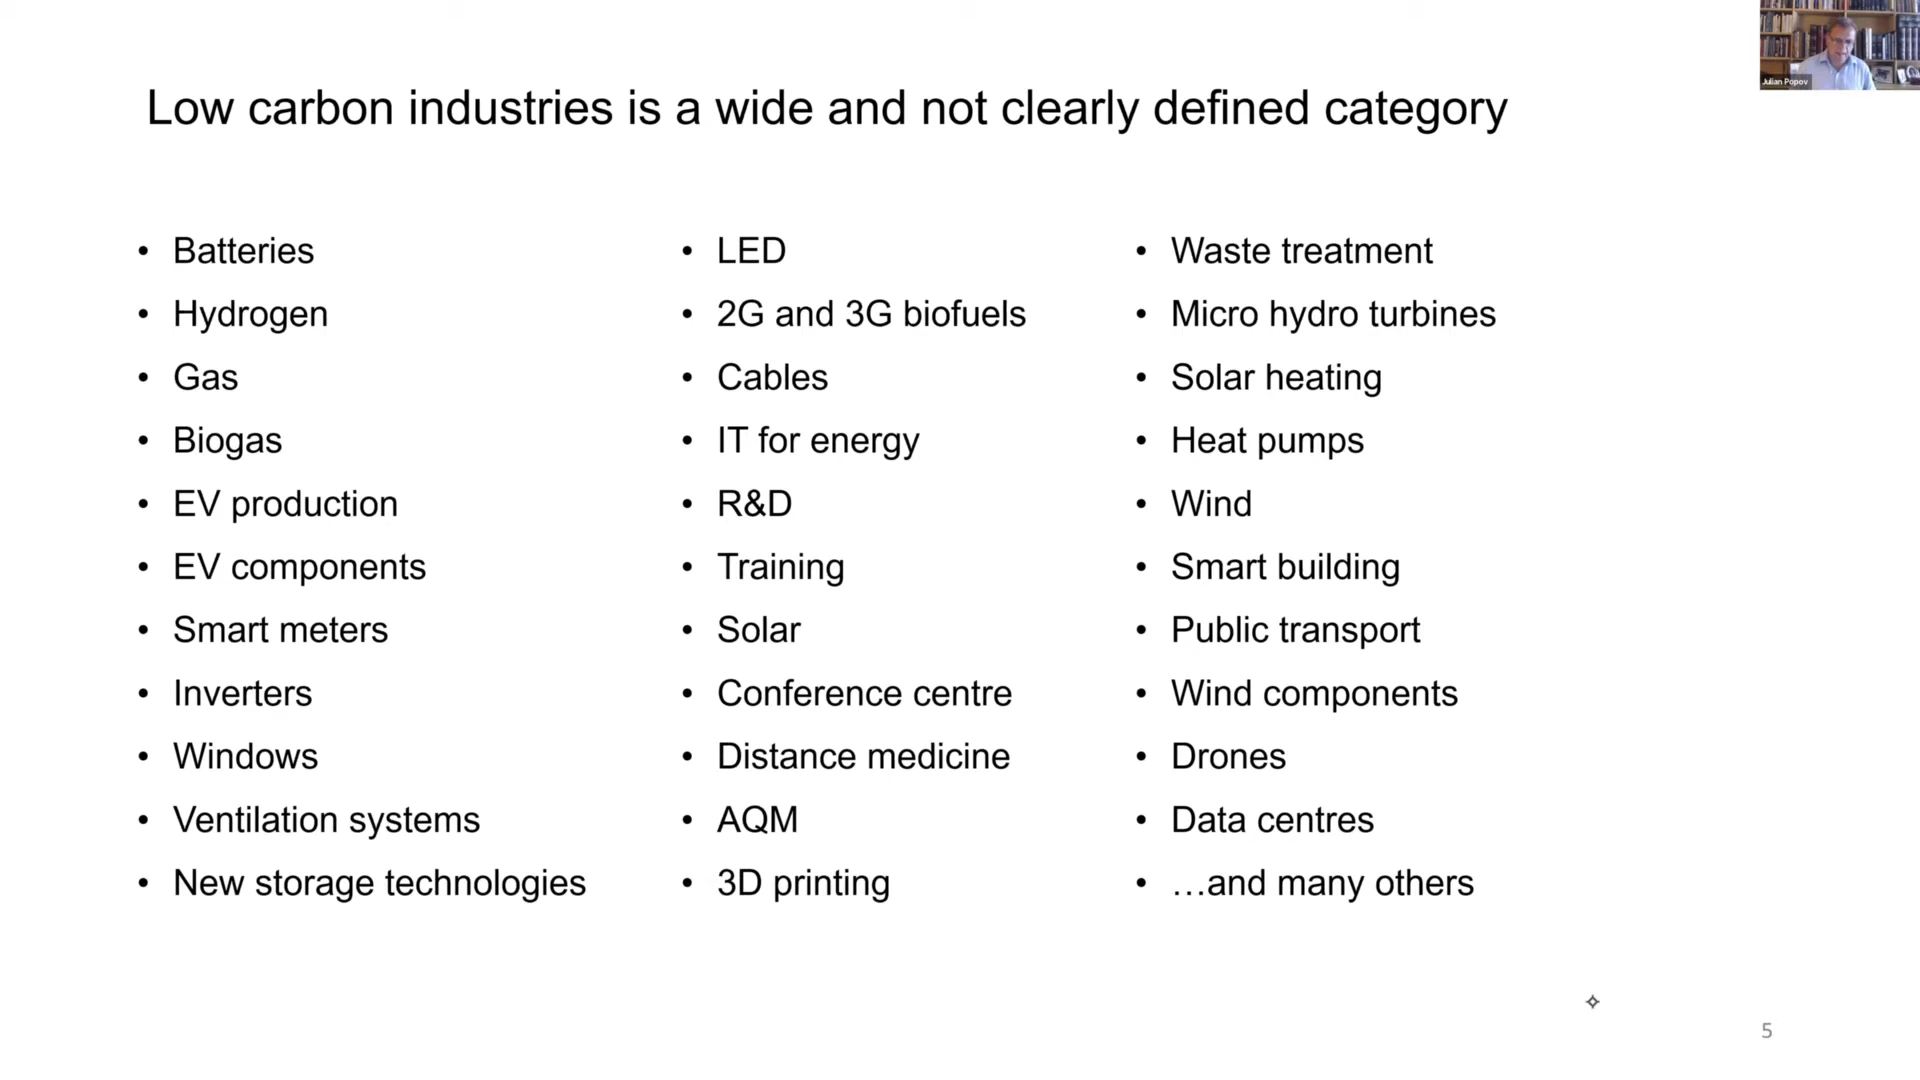 Julian Popov
Low carbon industries is a wide and not clearly defined category
• Batteries
• Hydrogen
• Gas
• Biogas
• EV production
• EV components
• Smart meters
• Inverters
• Windows
• Ventilation systems
• New storage technologies
• LED
• 2G and 3G biofuels
• Cables
• IT for energy
• R&D
• Training
• Solar
• Conference centre
• Distance medicine
• AQM
• 3D printing
• Waste treatment
• Micro hydro turbines
• Solar heating
• Heat pumps
• Wind
• Smart building
• Public transport
• Wind components
• Drones
• Data centres
• …and many others
5